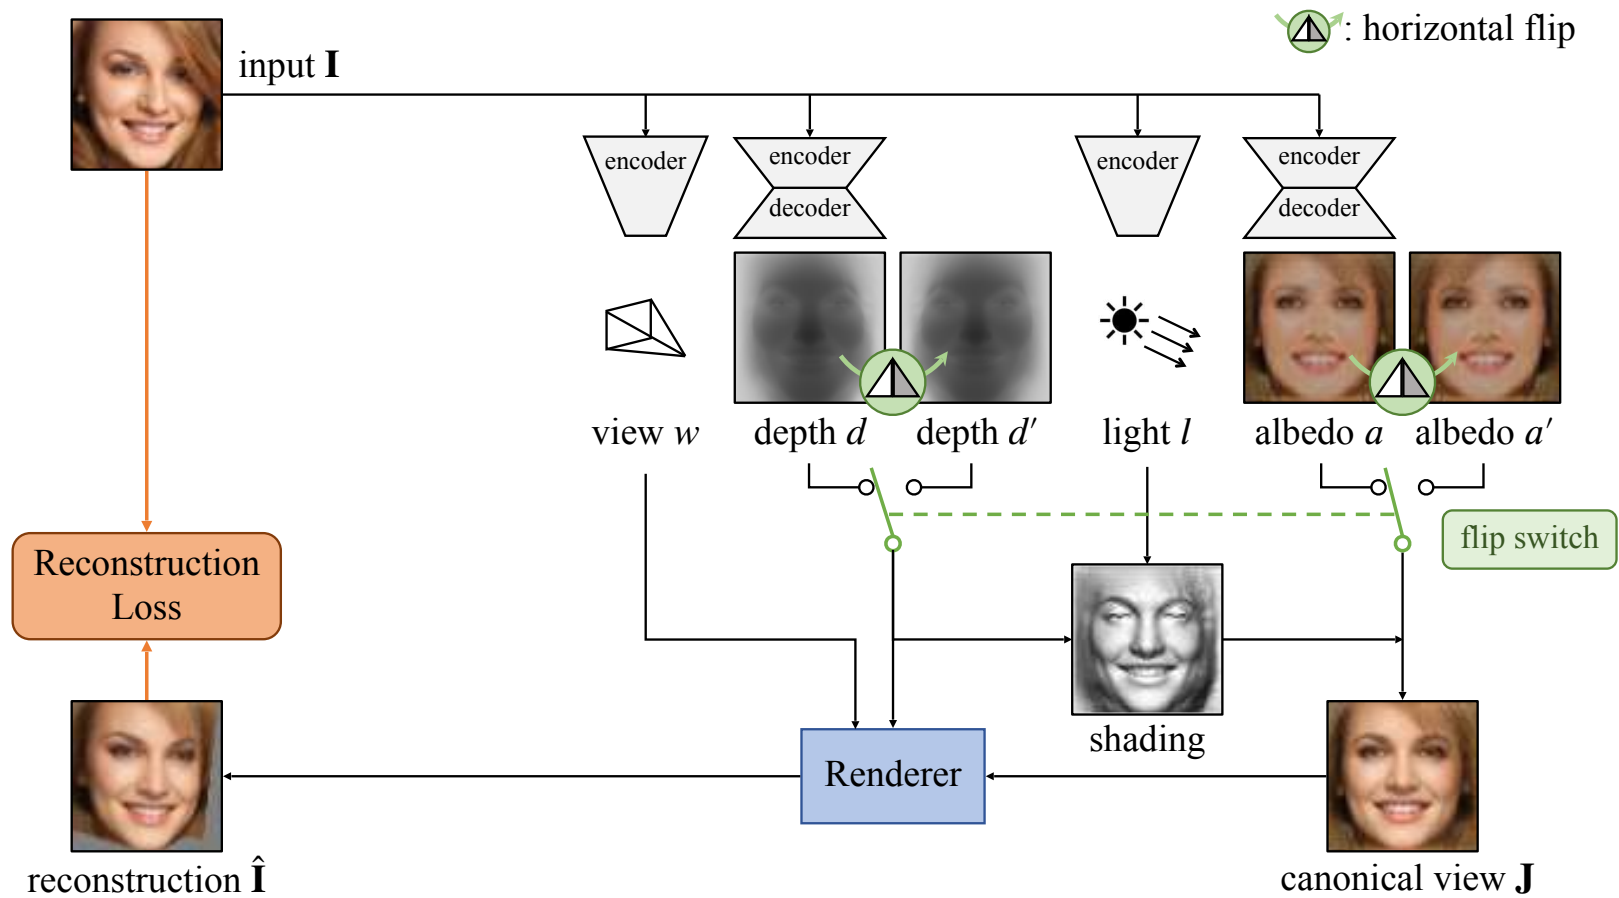 : horizontal flip
input I
encoder
encoder
decoder
encoder
encoder
decoder
view w
depth d
depth d′
light l
albedo a
albedo a′
flip switch
Reconstruction
Loss
shading
Renderer
reconstruction Î
canonical view J